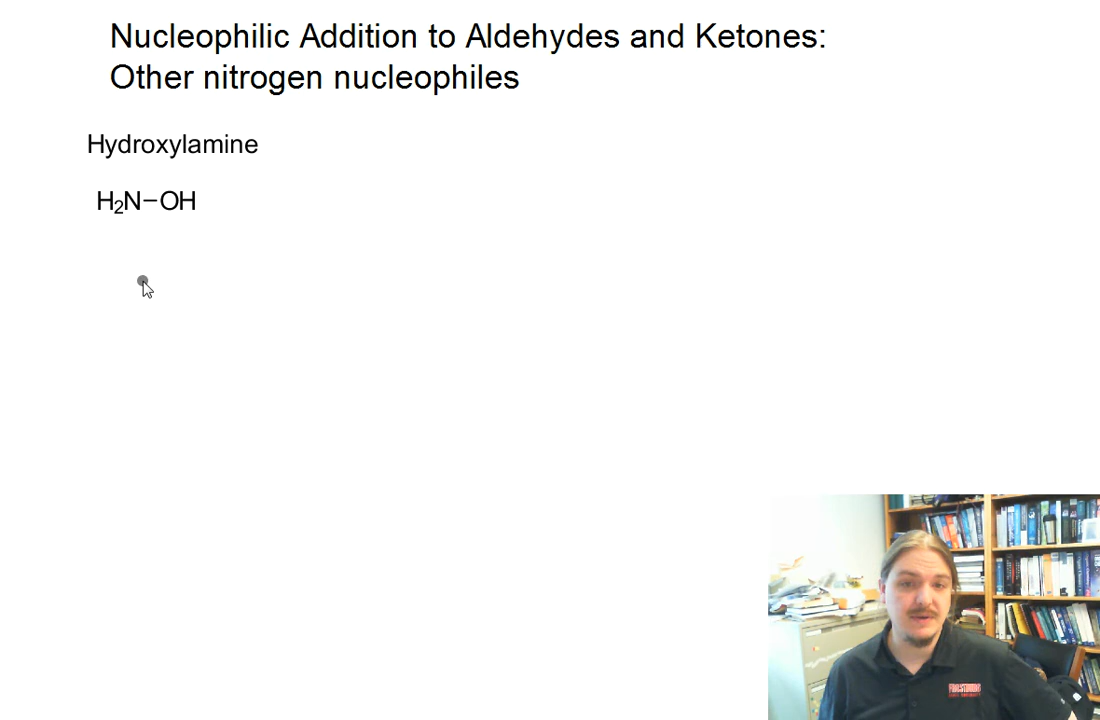 Nucleophilic Addition to Aldehydes and Ketones:
Other nitrogen nucleophiles
Hydroxylamine
H₂N−OH